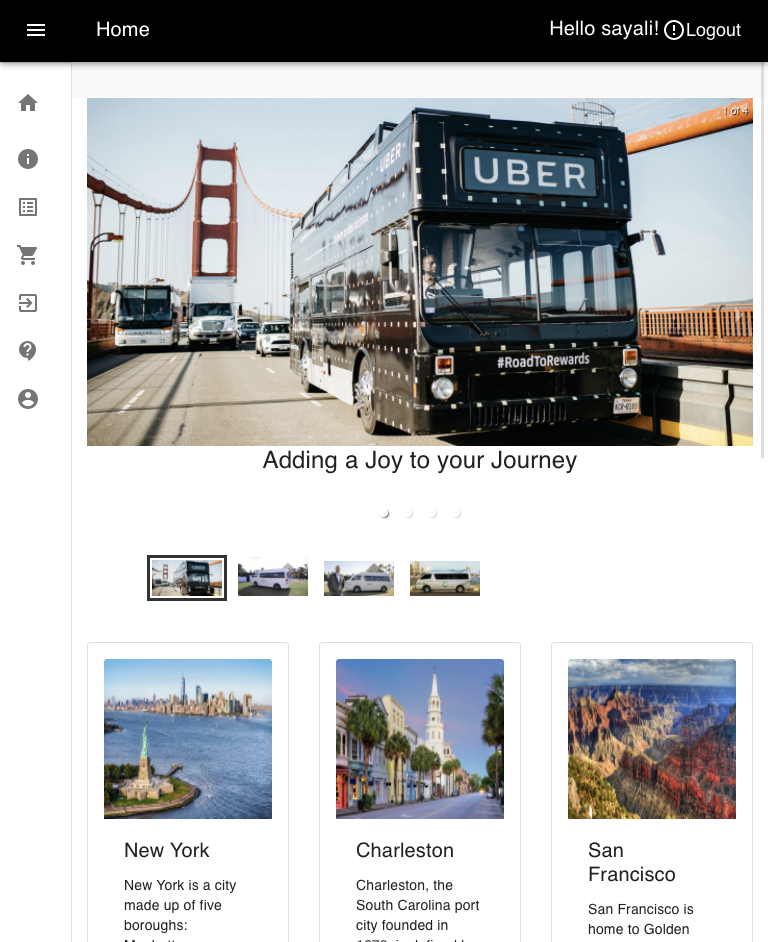 Home
Hello sayali! Logout
1 of 4
UBER
UBER
#RoadToRewards
Adding a Joy to your Journey
New York
New York is a city
made up of five
boroughs:
Charleston
Charleston, the
South Carolina port
city founded in
San
Francisco
San Francisco is
home to Golden